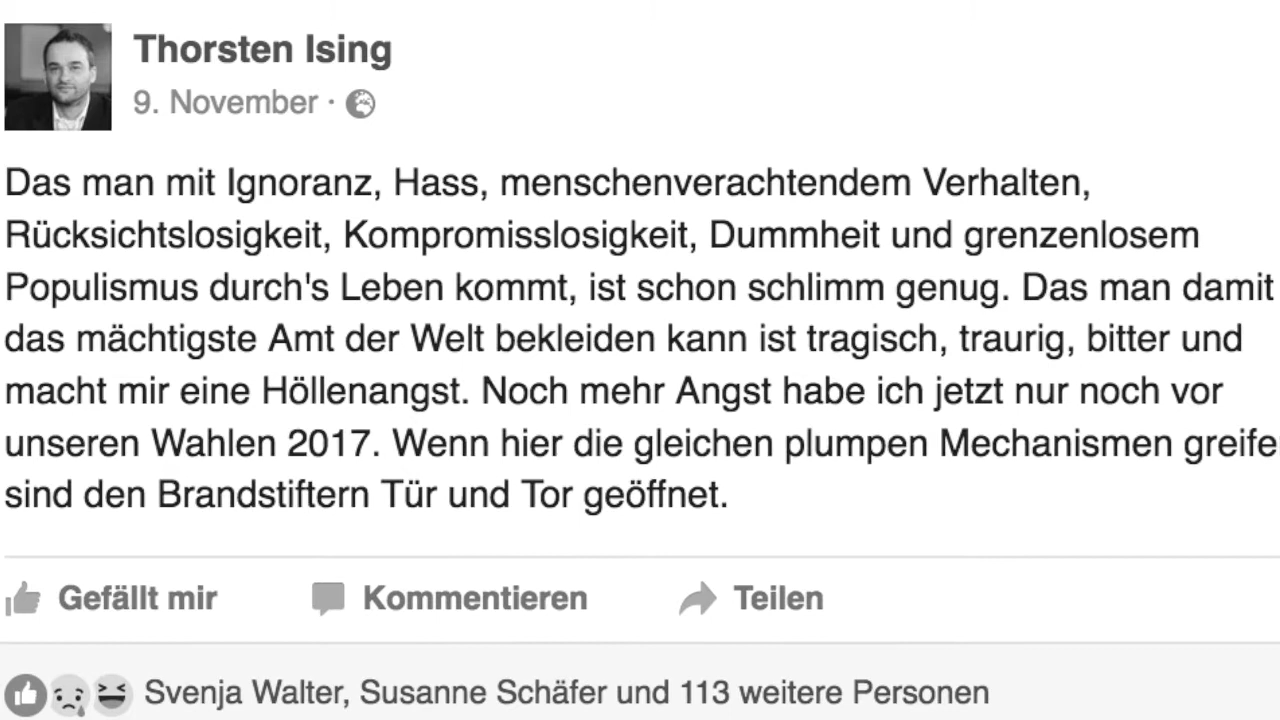 Thorsten Ising
9. November ·
Das man mit Ignoranz, Hass, menschenverachtendem Verhalten,
Rücksichtslosigkeit, Kompromisslosigkeit, Dummheit und grenzenlosem
Populismus durch's Leben kommt, ist schon schlimm genug. Das man damit
das mächtigste Amt der Welt bekleiden kann ist tragisch, traurig, bitter und
macht mir eine Höllenangst. Noch mehr Angst habe ich jetzt nur noch vor
unseren Wahlen 2017. Wenn hier die gleichen plumpen Mechanismen greife
sind den Brandstiftern Tür und Tor geöffnet.
Gefällt mir Kommentieren Teilen
Svenja Walter, Susanne Schäfer und 113 weitere Personen